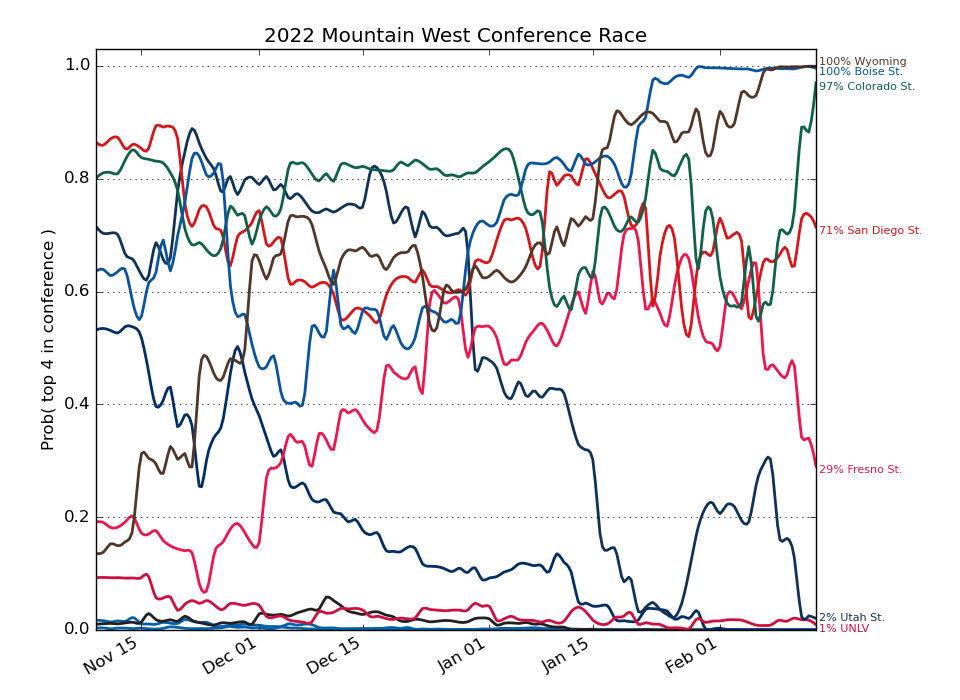 2022 Mountain West Conference Race
Prob( top 4 in conference )
1.0
0.8
0.6
0.4
0.2
0.0
Nov 15
Dec 01
Dec 15
Jan 01
Jan 15
Feb 01
100% Wyoming
100% Boise St.
97% Colorado St.
71% San Diego St.
29% Fresno St.
2% Utah St.
1% UNLV